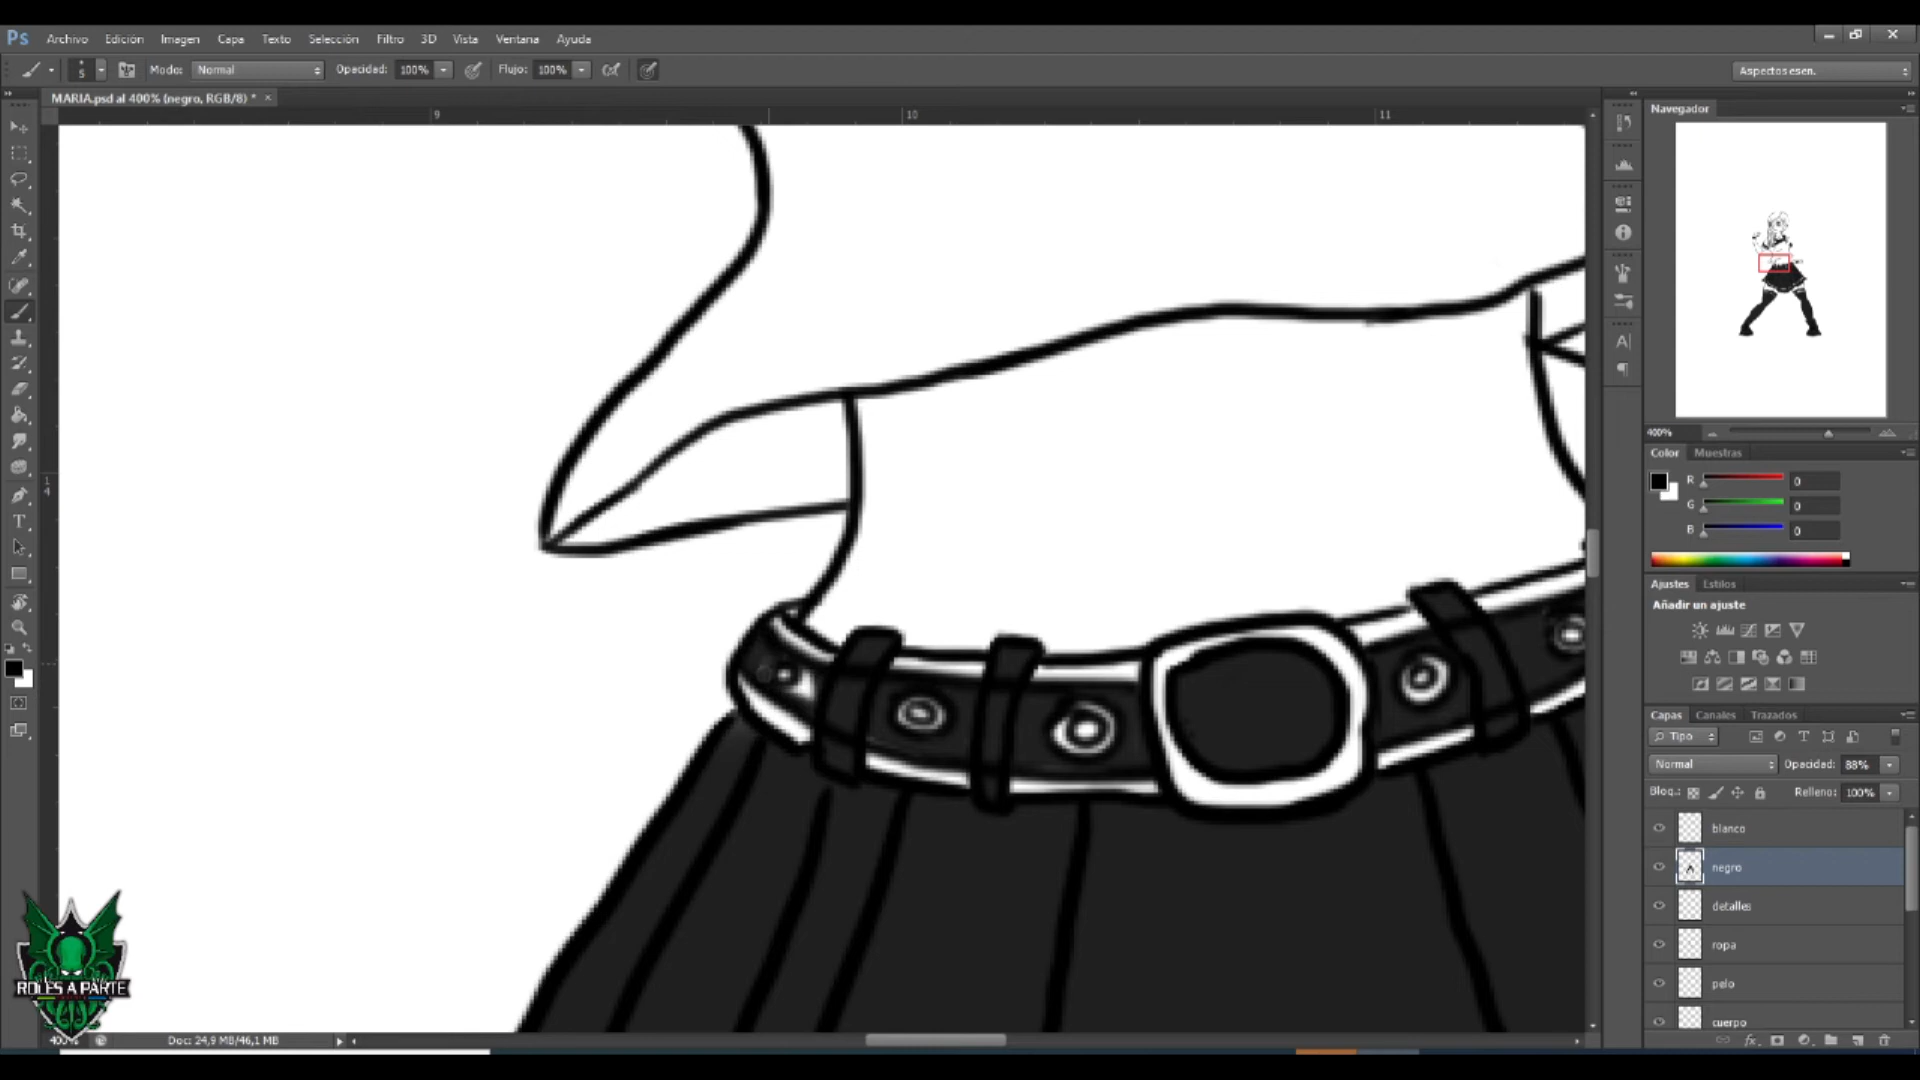 Ps Archivo Edición Imagen Capa Texto Selección Filtro 3D Vista Ventana Ayuda
5 Modo: Normal Opacidad: 100% Flujo: 100% Aspectos esen.
MARIA.psd al 400% (negro, RGB/8) * ×
9 10 11
1
4
Navegador
400%
Color Muestras
R 0
G 0
B 0
Ajustes Estilos
Añadir un ajuste
Capas Canales Trazados
Tipo
Normal Opacidad: 88%
Bloq.: Relleno: 100%
blanco
negro
detalles
ropa
pelo
cuerpo
ROLES A PARTE
400% Doc: 24,9 MB/46,1 MB